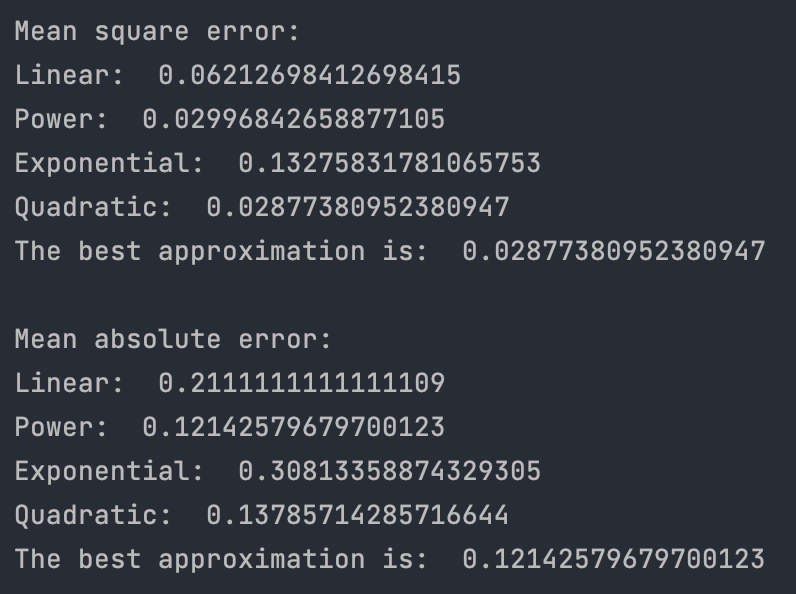 Mean square error:
Linear:  0.06212698412698415
Power:  0.02996842658877105
Exponential:  0.13275831781065753
Quadratic:  0.02877380952380947
The best approximation is:  0.02877380952380947
Mean absolute error:
Linear:  0.2111111111111109
Power:  0.12142579679700123
Exponential:  0.30813358874329305
Quadratic:  0.13785714285716644
The best approximation is:  0.12142579679700123